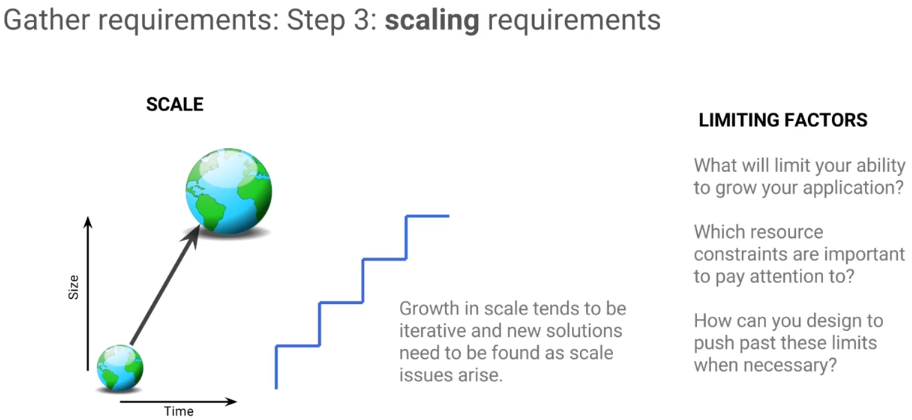 Gather requirements: Step 3: scaling requirements
SCALE
Size
Time
Growth in scale tends to be
iterative and new solutions
need to be found as scale
issues arise.
LIMITING FACTORS
What will limit your ability
to grow your application?
Which resource
constraints are important
to pay attention to?
How can you design to
push past these limits
when necessary?